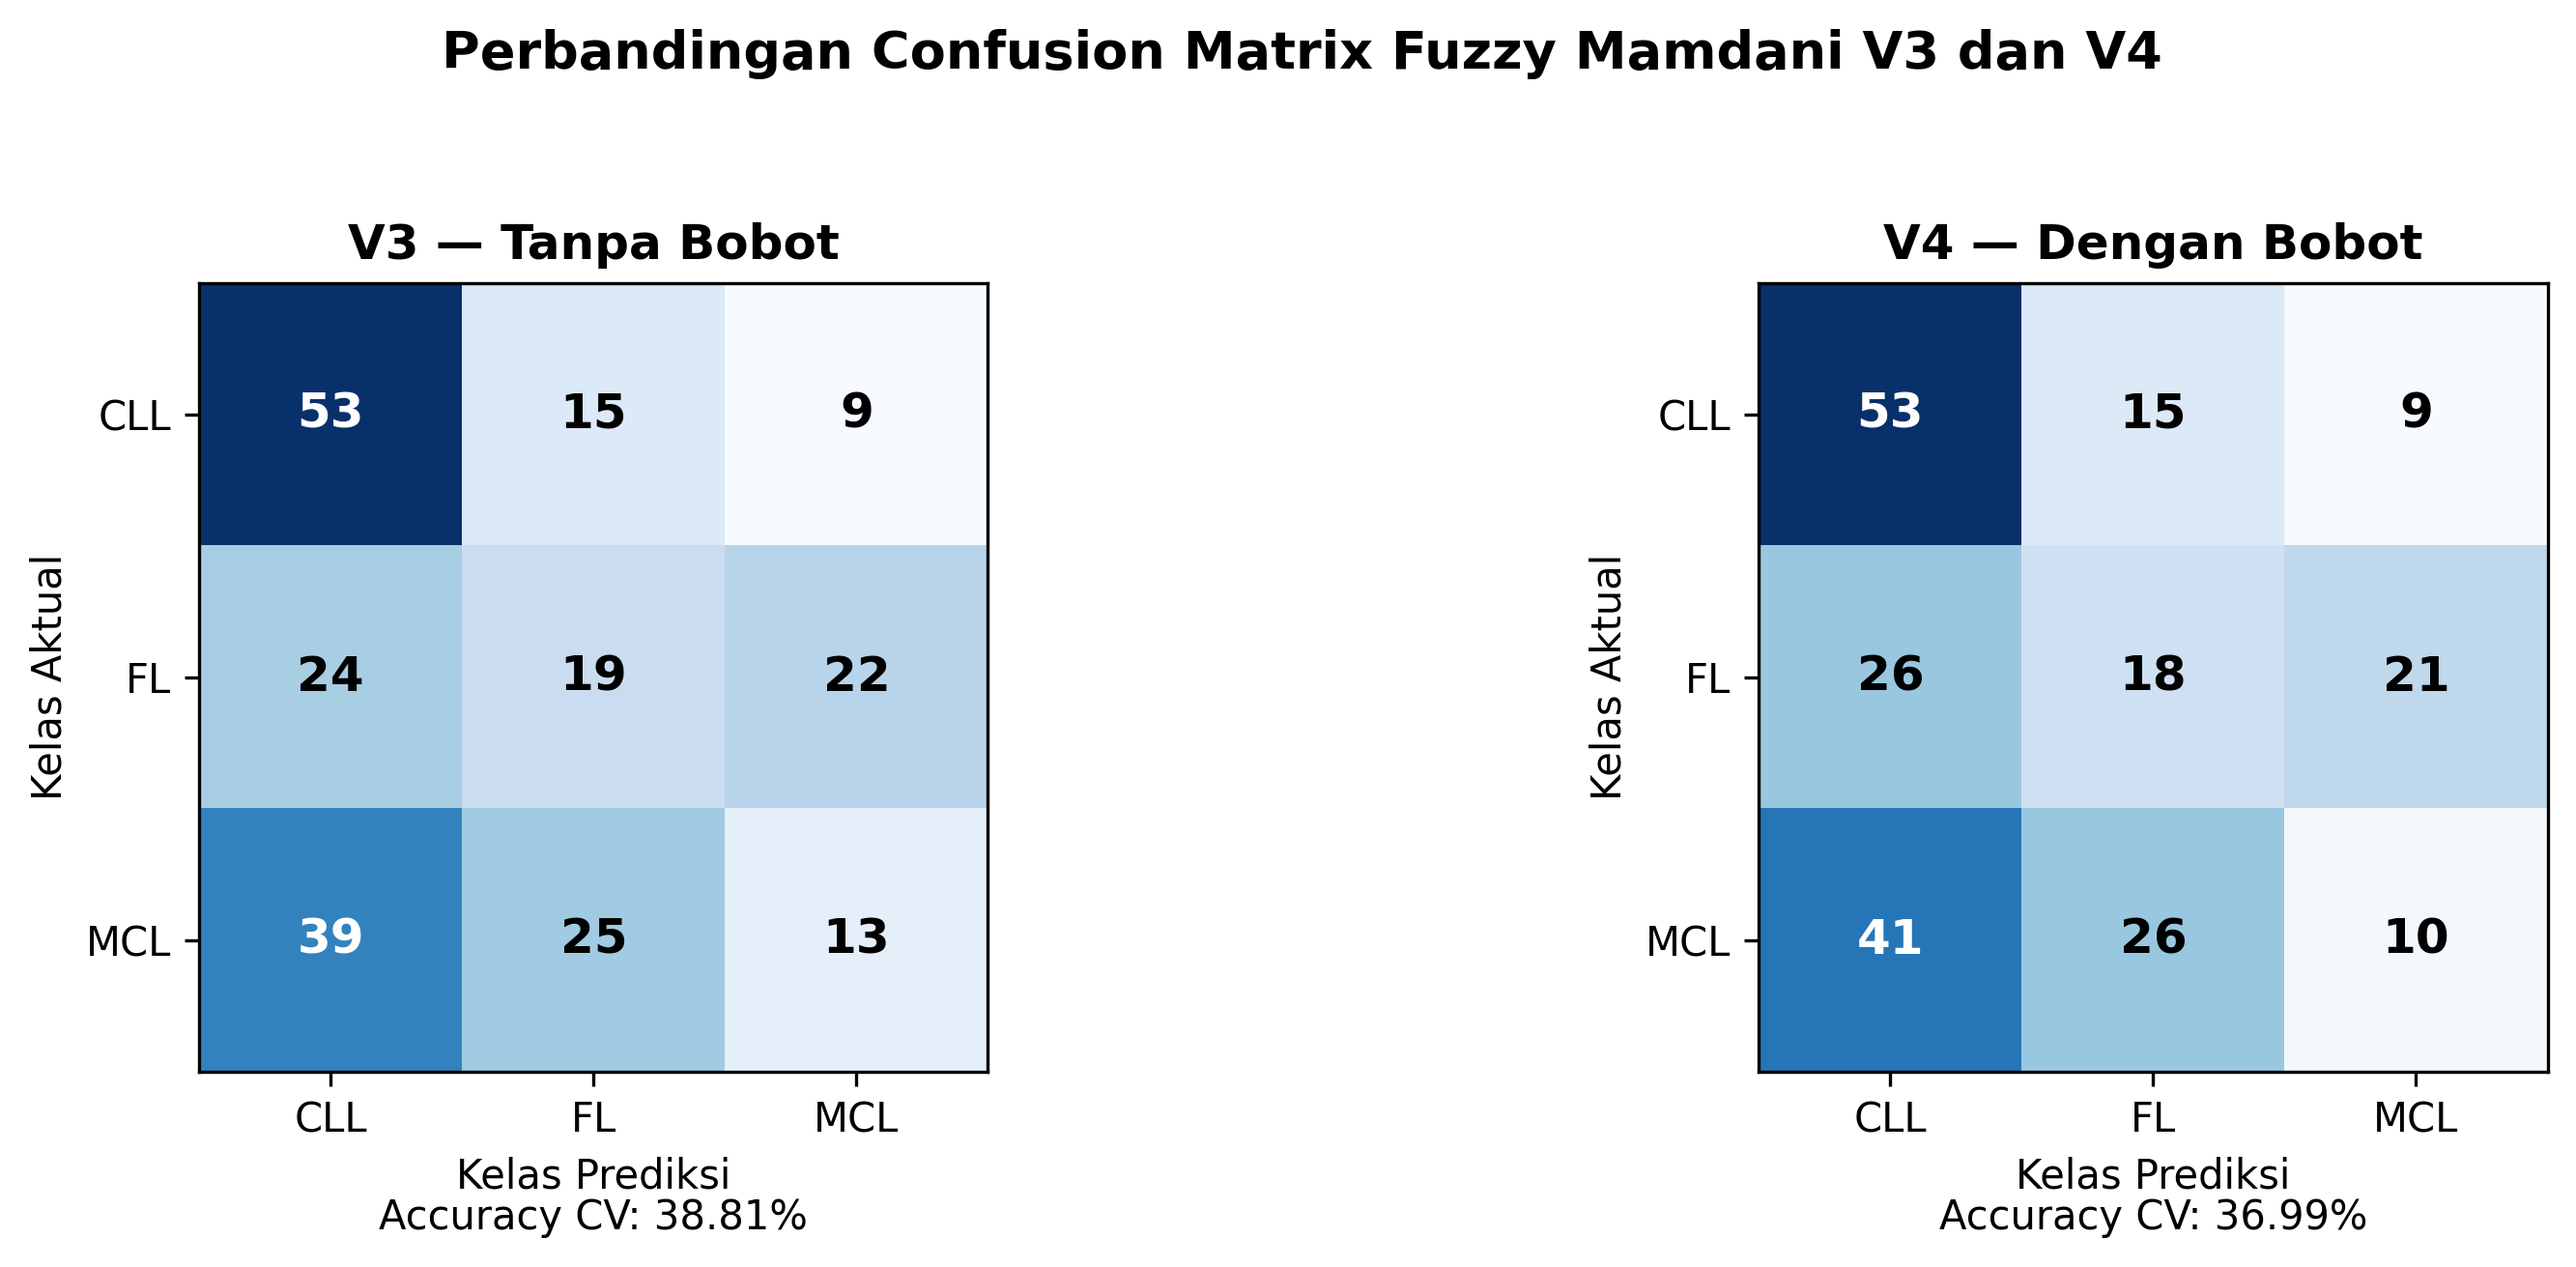 Perbandingan Confusion Matrix Fuzzy Mamdani V3 dan V4
V3 — Tanpa Bobot
Kelas Aktual
CLL 53 15 9
FL 24 19 22
MCL 39 25 13
CLL FL MCL
Kelas Prediksi
Accuracy CV: 38.81%
V4 — Dengan Bobot
Kelas Aktual
CLL 53 15 9
FL 26 18 21
MCL 41 26 10
CLL FL MCL
Kelas Prediksi
Accuracy CV: 36.99%